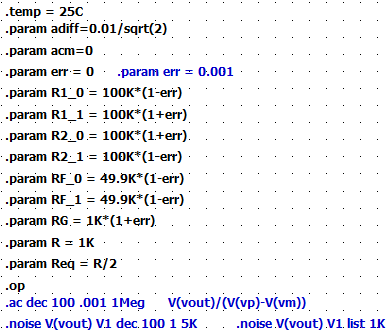 .temp = 25C
.param adiff=0.01/sqrt(2)
.param acm=0
.param err = 0 .param err = 0.001
.param R1_0 = 100K*(1-err)
.param R1_1 = 100K*(1+err)
.param R2_0 = 100K*(1+err)
.param R2_1 = 100K*(1-err)
.param RF_0 = 49.9K*(1-err)
.param RF_1 = 49.9K*(1-err)
.param RG = 1K*(1+err)
.param R = 1K
.param Req = R/2
.op
.ac dec 100 .001 1Meg V(vout)/(V(vp)-V(vm))
.noise V(vout) V1 dec 100 1 5K .noise V(vout) V1 list 1K